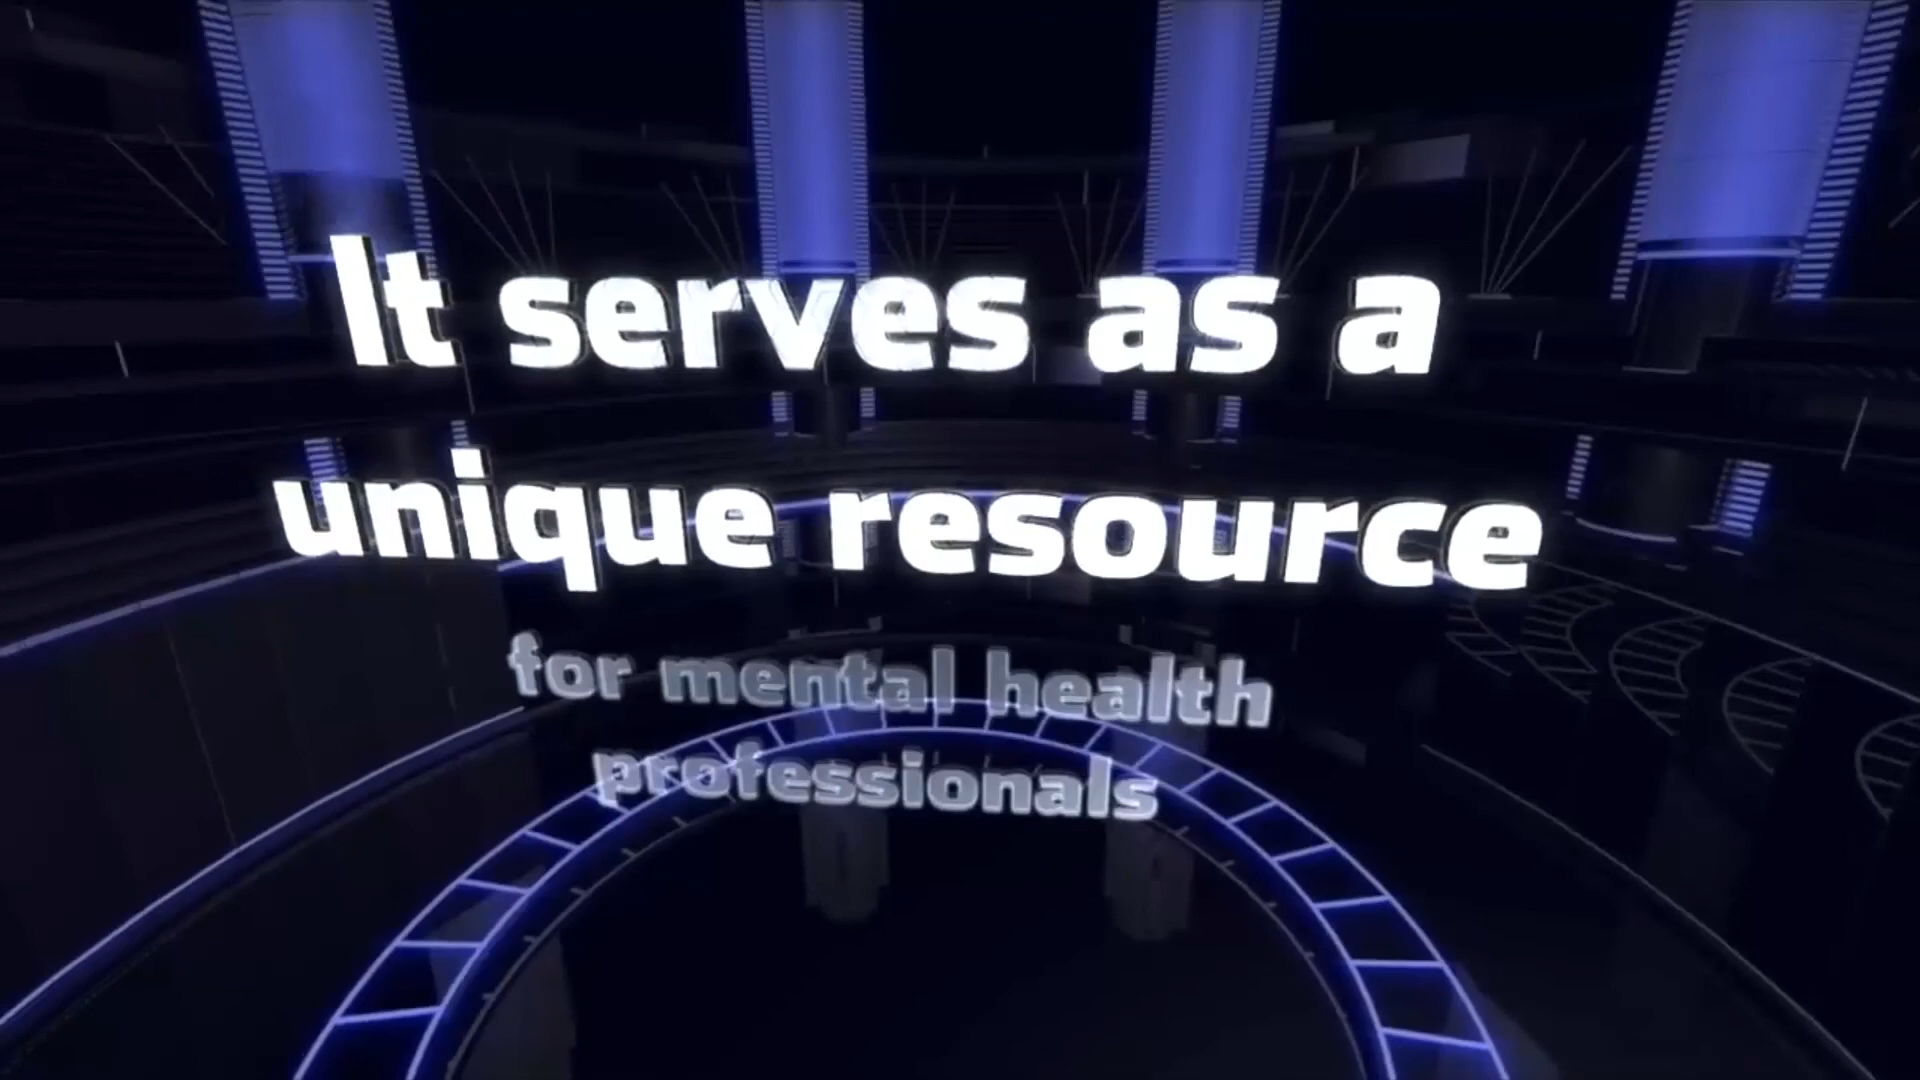 It serves as a
unique resource
for mental health
professionals